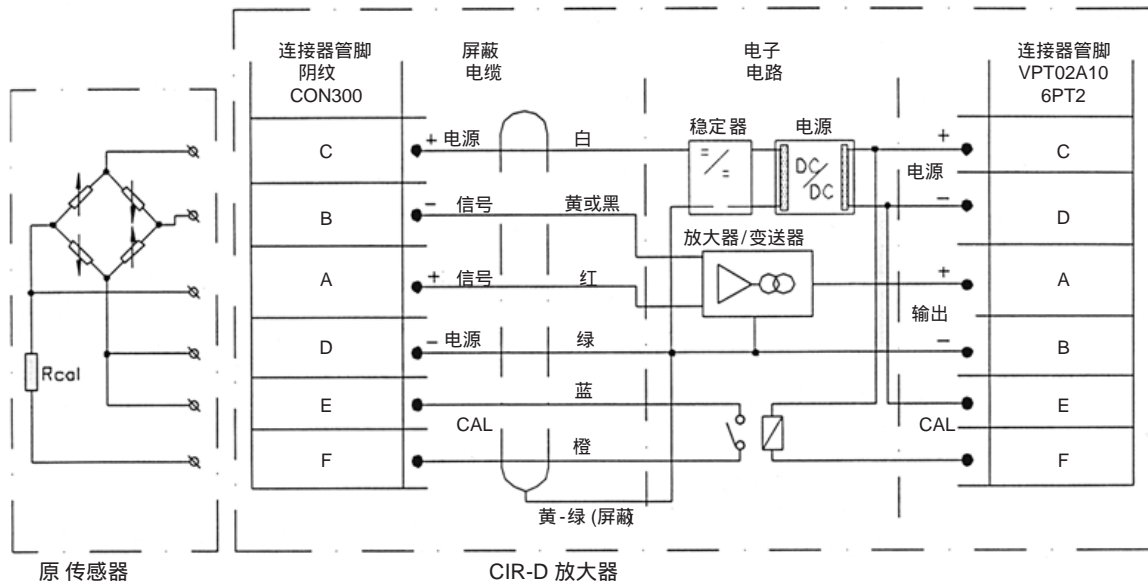 连接器管脚
阴纹
CON300
屏蔽
电缆
电子
电路
连接器管脚
VPT02A10
6PT2
C
+ 电源
白
稳定器
电源
DC
DC
+
C
电源
B
- 信号
黄或黑
-
D
放大器/变送器
A
+ 信号
红
+
A
输出
D
- 电源
绿
-
B
Rcal
E
蓝
E
CAL
CAL
F
橙
F
黄-绿 (屏蔽)
原 传感器
CIR-D 放大器